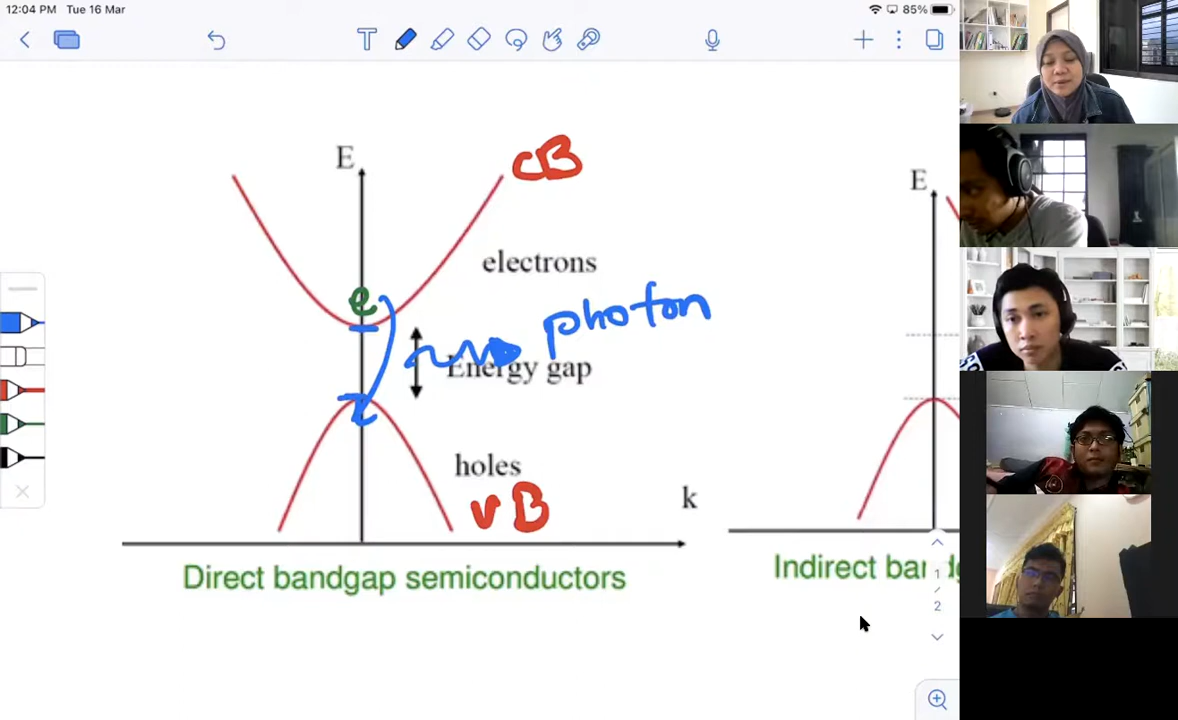 12:04 PM Tue 16 Mar
85%
T
E
CB
electrons
e
photon
Energy gap
holes
VB
k
Direct bandgap semiconductors
E
Indirect ban
1
/
2